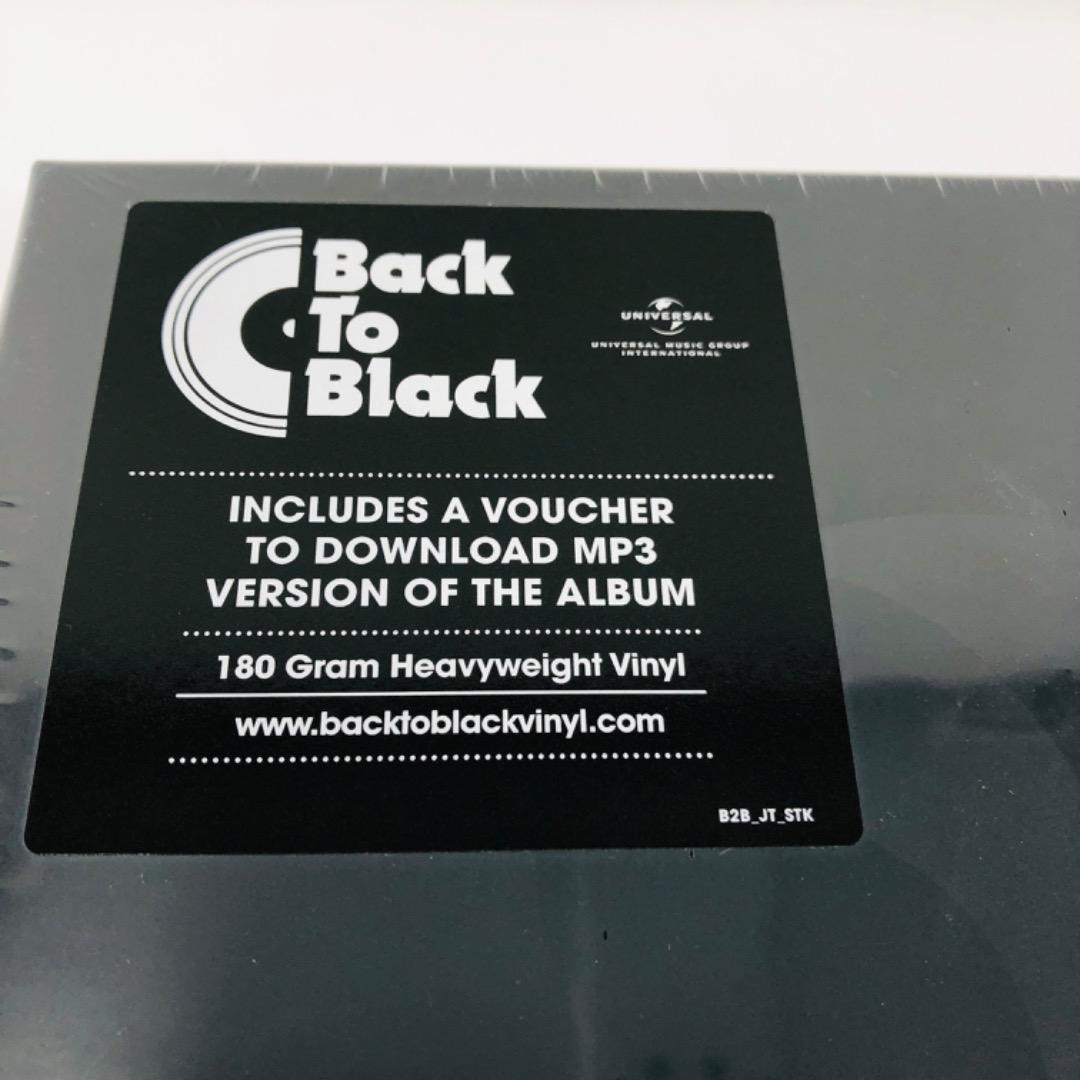 Back
To
Black
UNIVERSAL
UNIVERSAL MUSIC GROUP
INTERNATIONAL
INCLUDES A VOUCHER
TO DOWNLOAD MP3
VERSION OF THE ALBUM
180 Gram Heavyweight Vinyl
www.backtoblackvinyl.com
B2B_JT_STK